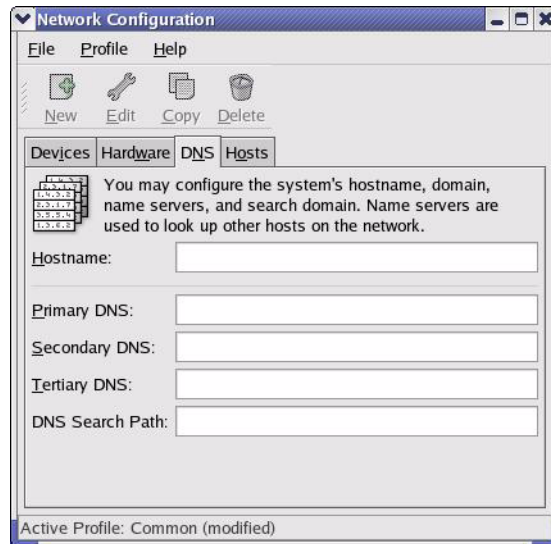 Network Configuration
File Profile Help
New Edit Copy Delete
Devices Hardware DNS Hosts
You may configure the system's hostname, domain,
name servers, and search domain. Name servers are
used to look up other hosts on the network.
Hostname:
Primary DNS:
Secondary DNS:
Tertiary DNS:
DNS Search Path:
Active Profile: Common (modified)